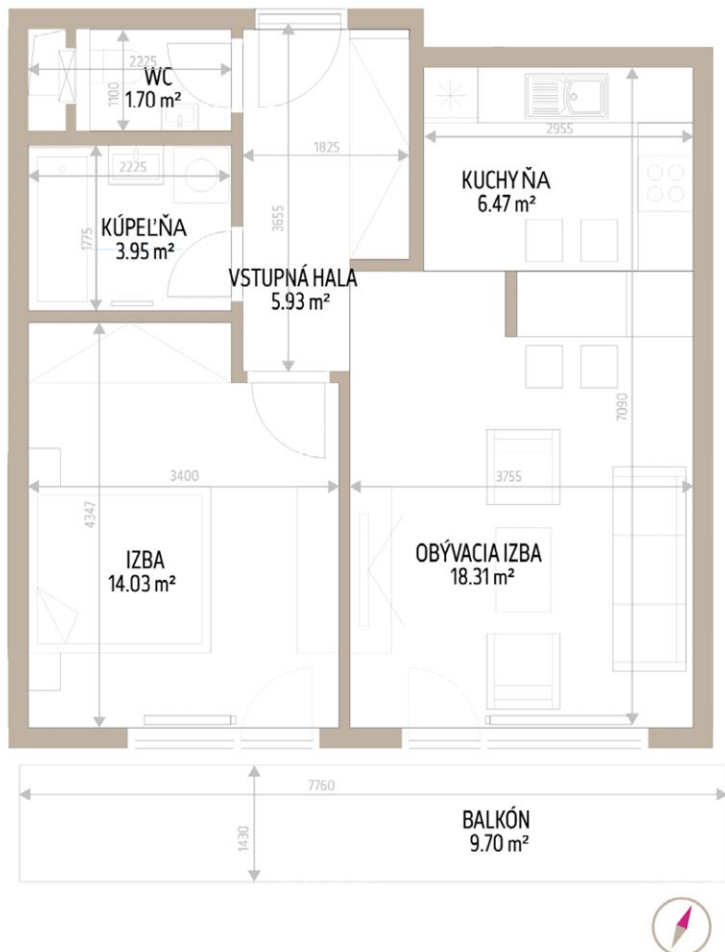 2225
WC
1.70 m²
1100
1825
2955
KUCHYŇA
6.47 m²
2225
KÚPEĽŇA
3.95 m²
1775
3655
VSTUPNÁ HALA
5.93 m²
7090
3400
3755
4347
IZBA
14.03 m²
OBÝVACIA IZBA
18.31 m²
7760
1430
BALKÓN
9.70 m²